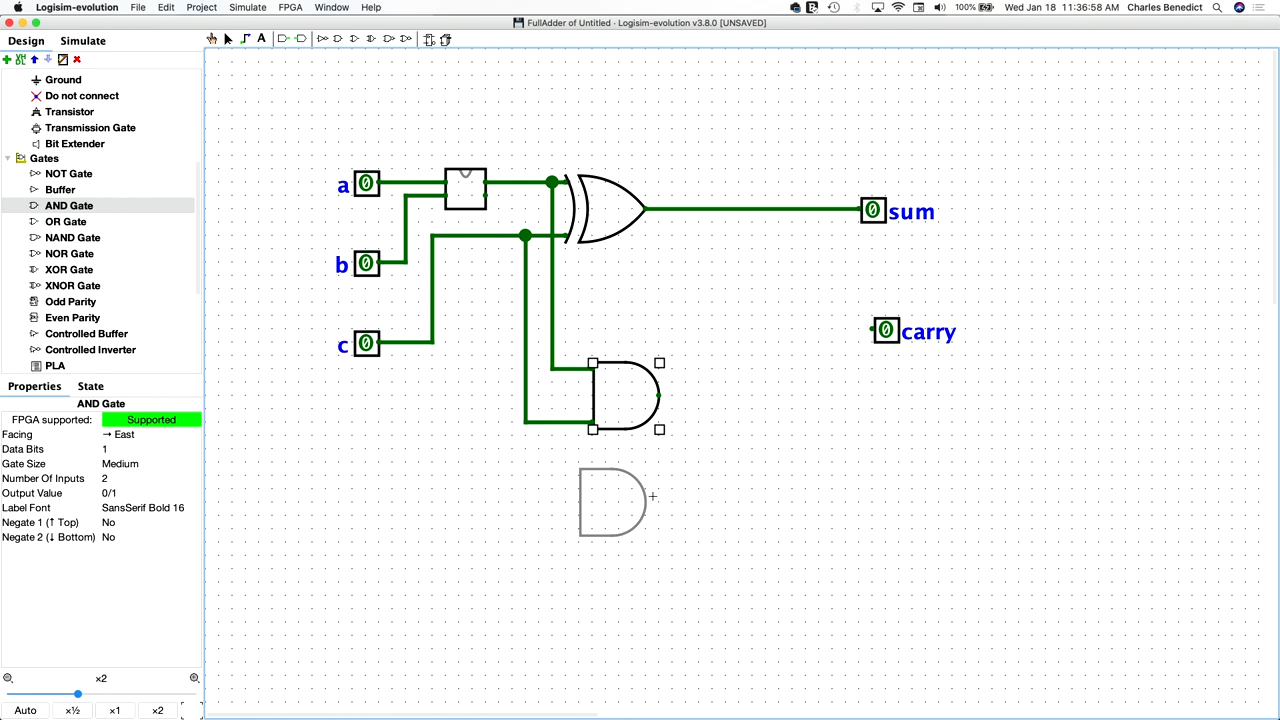 Logisim-evolution File Edit Project Simulate FPGA Window Help 100% Wed Jan 18 11:36:58 AM Charles Benedict
FullAdder of Untitled · Logisim-evolution v3.8.0 [UNSAVED]
Design Simulate
Ground
Do not connect
Transistor
Transmission Gate
Bit Extender
Gates
NOT Gate
Buffer
AND Gate
OR Gate
NAND Gate
NOR Gate
XOR Gate
XNOR Gate
Odd Parity
Even Parity
Controlled Buffer
Controlled Inverter
PLA
Properties State
AND Gate
FPGA supported: Supported
Facing → East
Data Bits 1
Gate Size Medium
Number Of Inputs 2
Output Value 0/1
Label Font SansSerif Bold 16
Negate 1 (↑ Top) No
Negate 2 (↓ Bottom) No
×2
Auto ×½ ×1 ×2
a 0
b 0
c 0
0 sum
0 carry